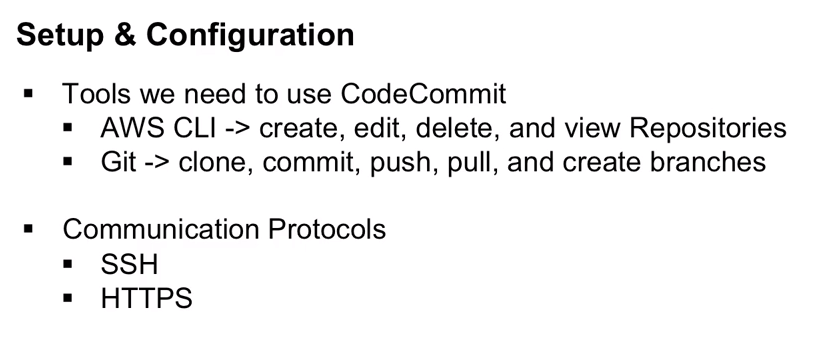 Setup & Configuration
▪ Tools we need to use CodeCommit
▪ AWS CLI -> create, edit, delete, and view Repositories
▪ Git -> clone, commit, push, pull, and create branches
▪ Communication Protocols
▪ SSH
▪ HTTPS